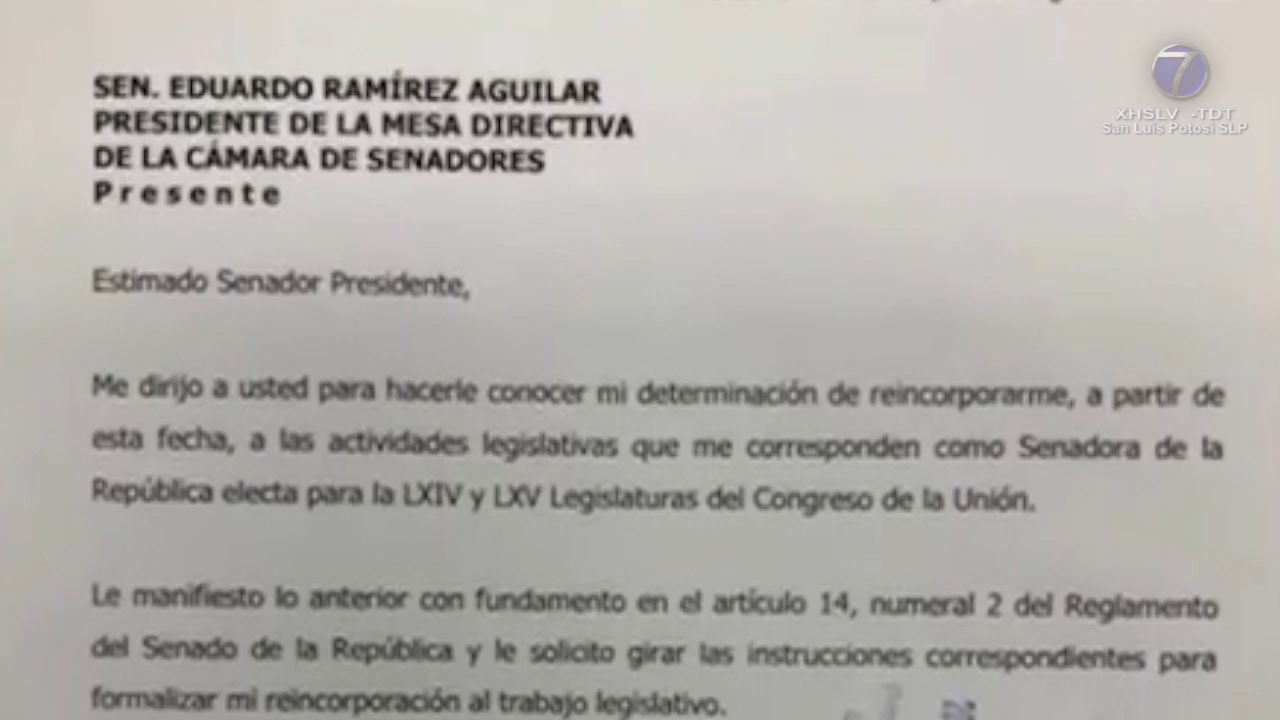 7
XHSLV -TDT
San Luis Potosí SLP
SEN. EDUARDO RAMÍREZ AGUILAR
PRESIDENTE DE LA MESA DIRECTIVA
DE LA CÁMARA DE SENADORES
Presente
Estimado Senador Presidente,
Me dirijo a usted para hacerle conocer mi determinación de reincorporarme, a partir de
esta fecha, a las actividades legislativas que me corresponden como Senadora de la
República electa para la LXIV y LXV Legislaturas del Congreso de la Unión.
Le manifiesto lo anterior con fundamento en el artículo 14, numeral 2 del Reglamento
del Senado de la República y le solicito girar las instrucciones correspondientes para
formalizar mi reincorporación al trabajo legislativo.